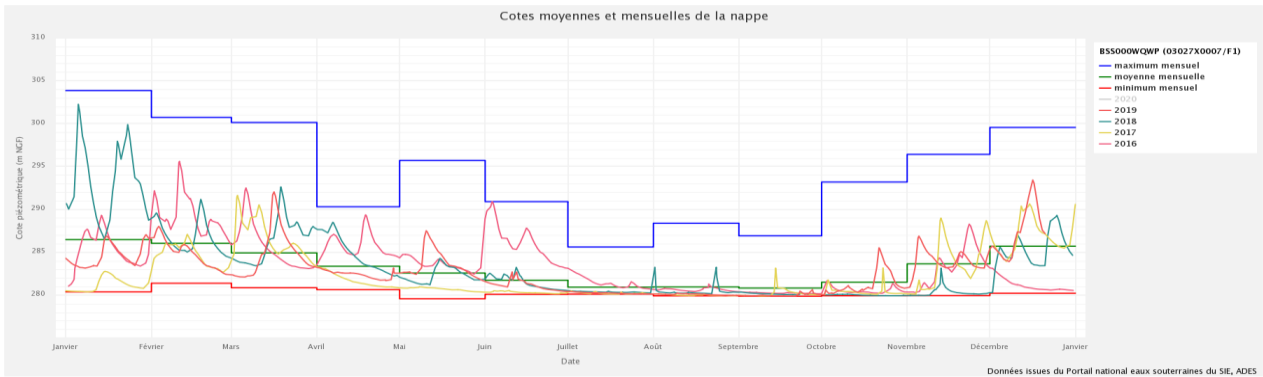 Cotes moyennes et mensuelles de la nappe
310
305
300
295
290
285
280
Cote piézométrique (m NGF)
Janvier Février Mars Avril Mai Juin Juillet Août Septembre Octobre Novembre Décembre Janvier
Date
BSS000WQWP (03027X0007/F1)
maximum mensuel
moyenne mensuelle
minimum mensuel
2020
2019
2018
2017
2016
Données issues du Portail national eaux souterraines du SIE, ADES